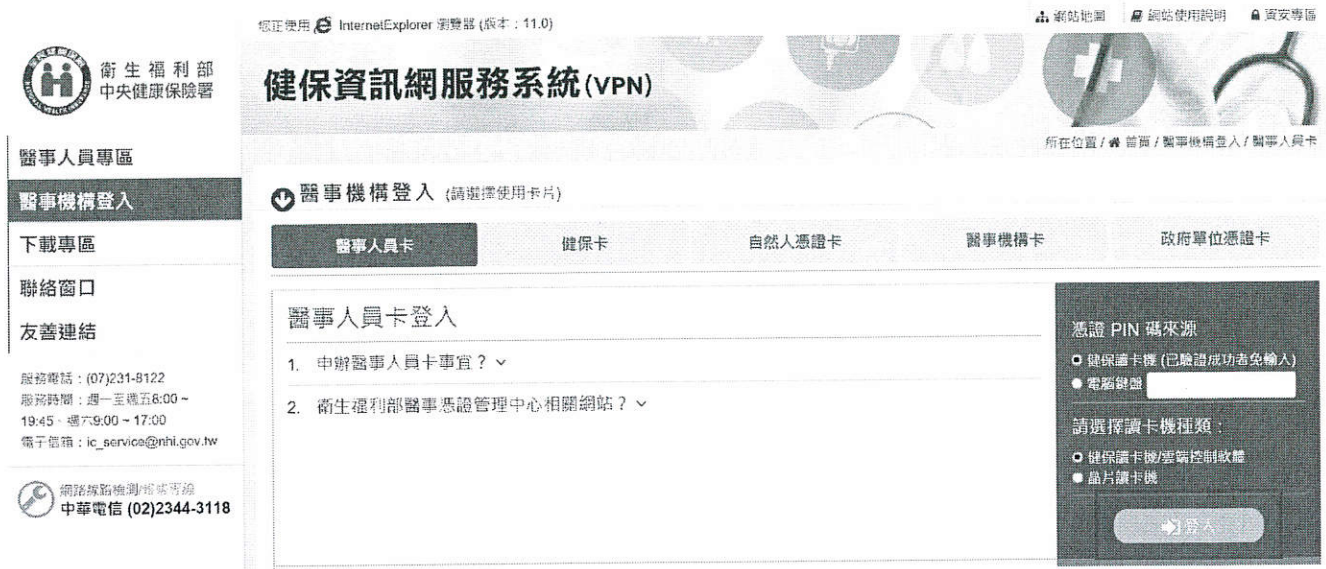 您正使用 InternetExplorer 瀏覽器 (版本：11.0)
網站地圖 網站使用說明 資安專區
衛生福利部
中央健康保險署
健保資訊網服務系統(VPN)
所在位置 / 首頁 / 醫事機構登入 / 醫事人員卡
醫事人員專區
醫事機構登入
下載專區
聯絡窗口
友善連結
服務電話：(07)231-8122
服務時間：週一至週五8:00 ~
19:45、週六9:00 ~ 17:00
電子信箱：ic_service@nhi.gov.tw
網路線路檢測/報修專線
中華電信 (02)2344-3118
醫事機構登入 (請選擇使用卡片)
醫事人員卡 健保卡 自然人憑證卡 醫事機構卡 政府單位憑證卡
醫事人員卡登入
1. 申辦醫事人員卡事宜？
2. 衛生福利部醫事憑證管理中心相關網站？
憑證 PIN 碼來源
健保讀卡機 (已驗證成功者免輸入)
電腦鍵盤
請選擇讀卡機種類：
健保讀卡機/雲端控制軟體
晶片讀卡機
登入